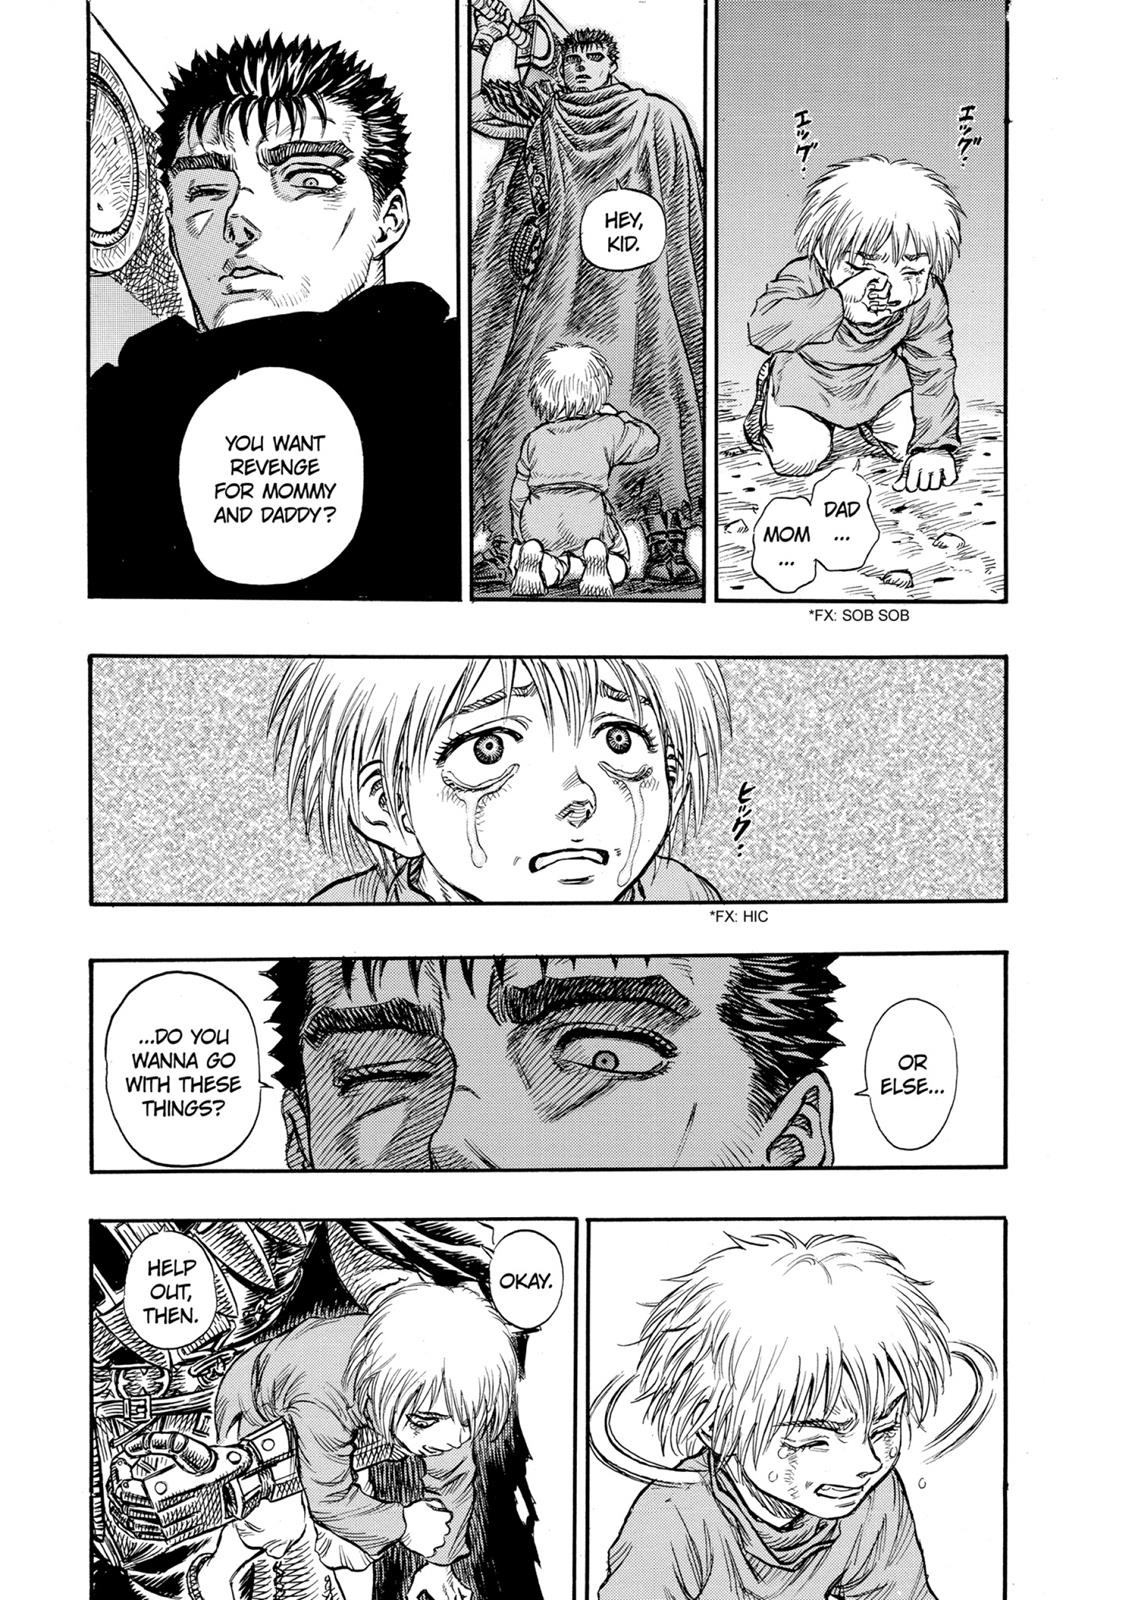 エッグ
エッグ
DAD
...
MOM
...
*FX: SOB SOB
HEY,
KID.
YOU WANT
REVENGE
FOR MOMMY
AND DADDY?
ヒック
*FX: HIC
OR
ELSE...
...DO YOU
WANNA GO
WITH THESE
THINGS?
OKAY.
HELP
OUT,
THEN.